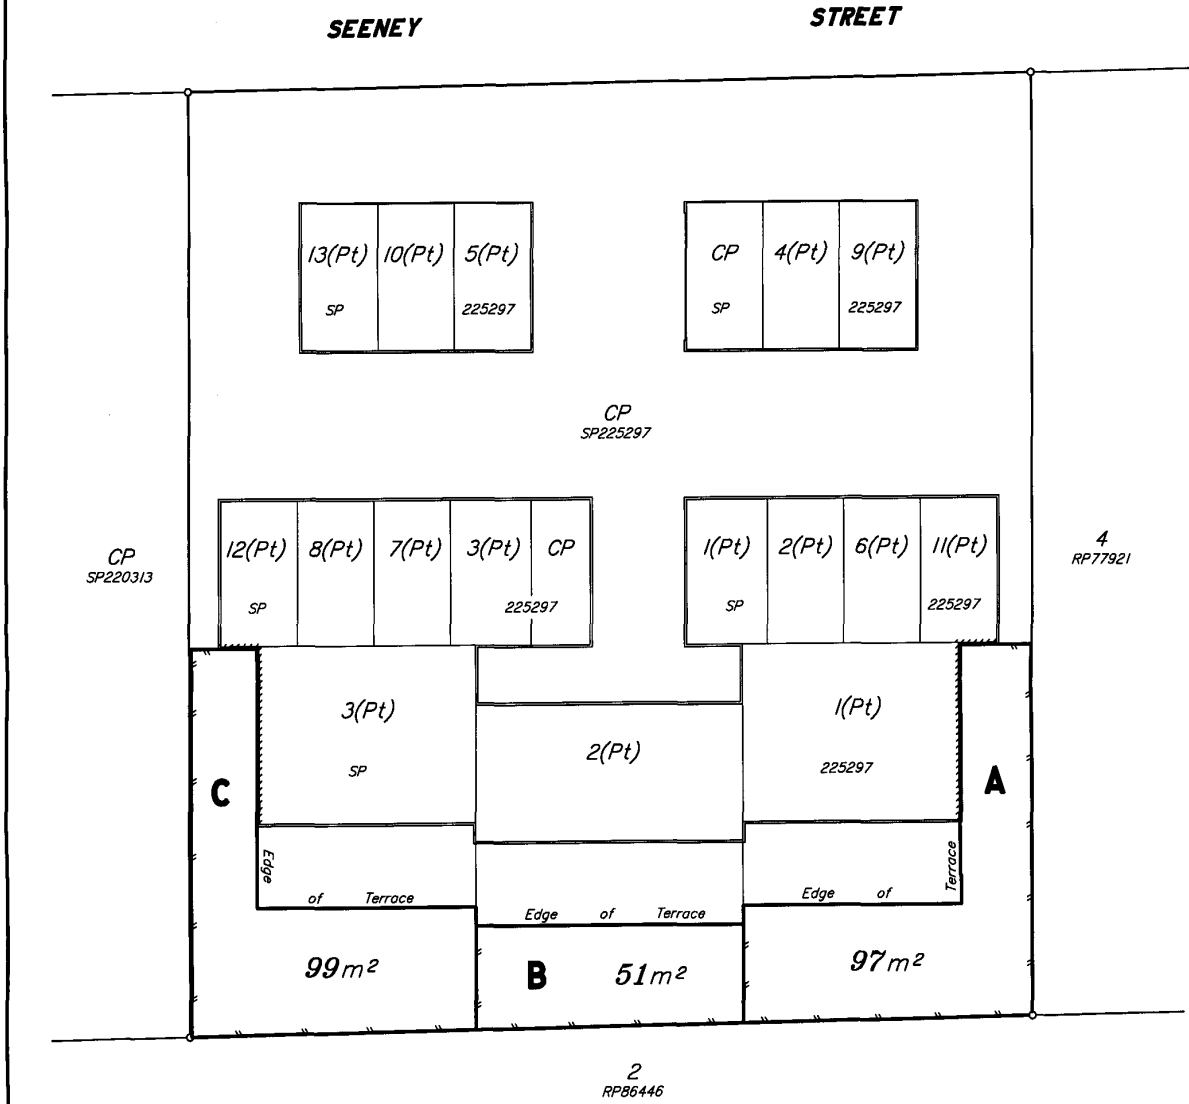 SEENEY STREET
13(Pt) 10(Pt) 5(Pt)
SP 225297
CP 4(Pt) 9(Pt)
SP 225297
CP
SP225297
12(Pt) 8(Pt) 7(Pt) 3(Pt) CP
SP 225297
1(Pt) 2(Pt) 6(Pt) 11(Pt)
SP 225297
CP
SP220313
4
RP77921
3(Pt)
SP
2(Pt)
1(Pt)
225297
C
A
Edge
of Terrace
Edge of Terrace
Edge of
Terrace
99m²
B 51m²
97m²
2
RP86446